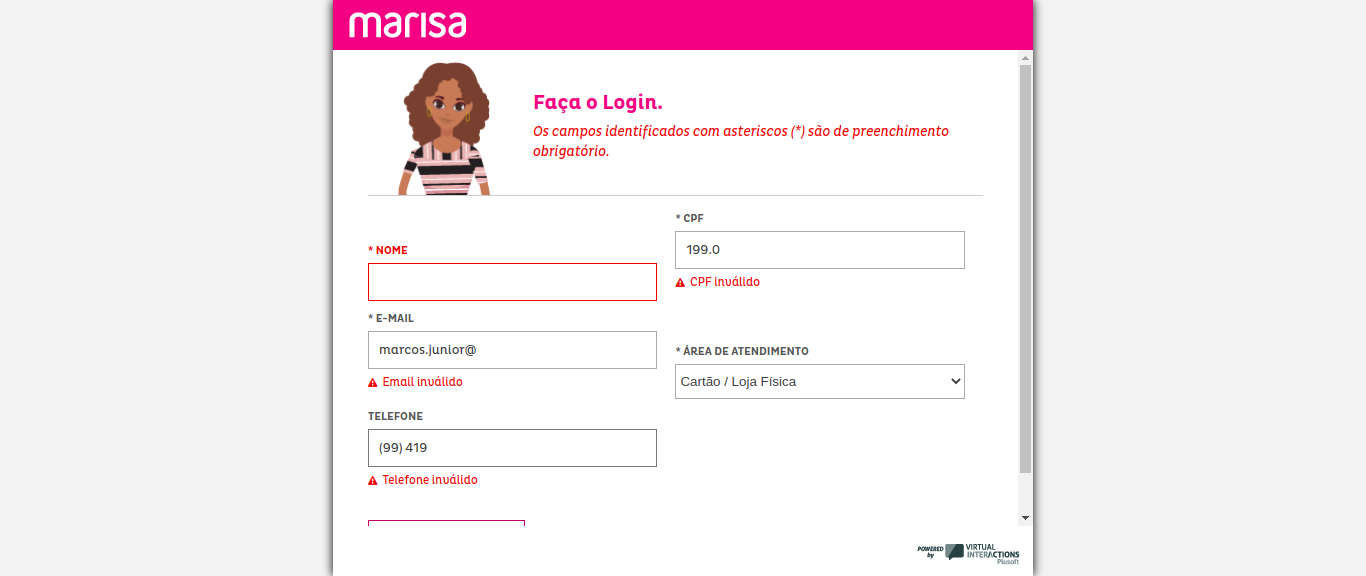 marisa
Faça o Login.
Os campos identificados com asteriscos (*) são de preenchimento
obrigatório.
* CPF
199.0
CPF inválido
* NOME
* E-MAIL
marcos.junior@
Email inválido
* ÁREA DE ATENDIMENTO
Cartão / Loja Física
TELEFONE
(99) 419
Telefone inválido
POWERED
by
VIRTUAL
INTERACTIONS
Plusoft